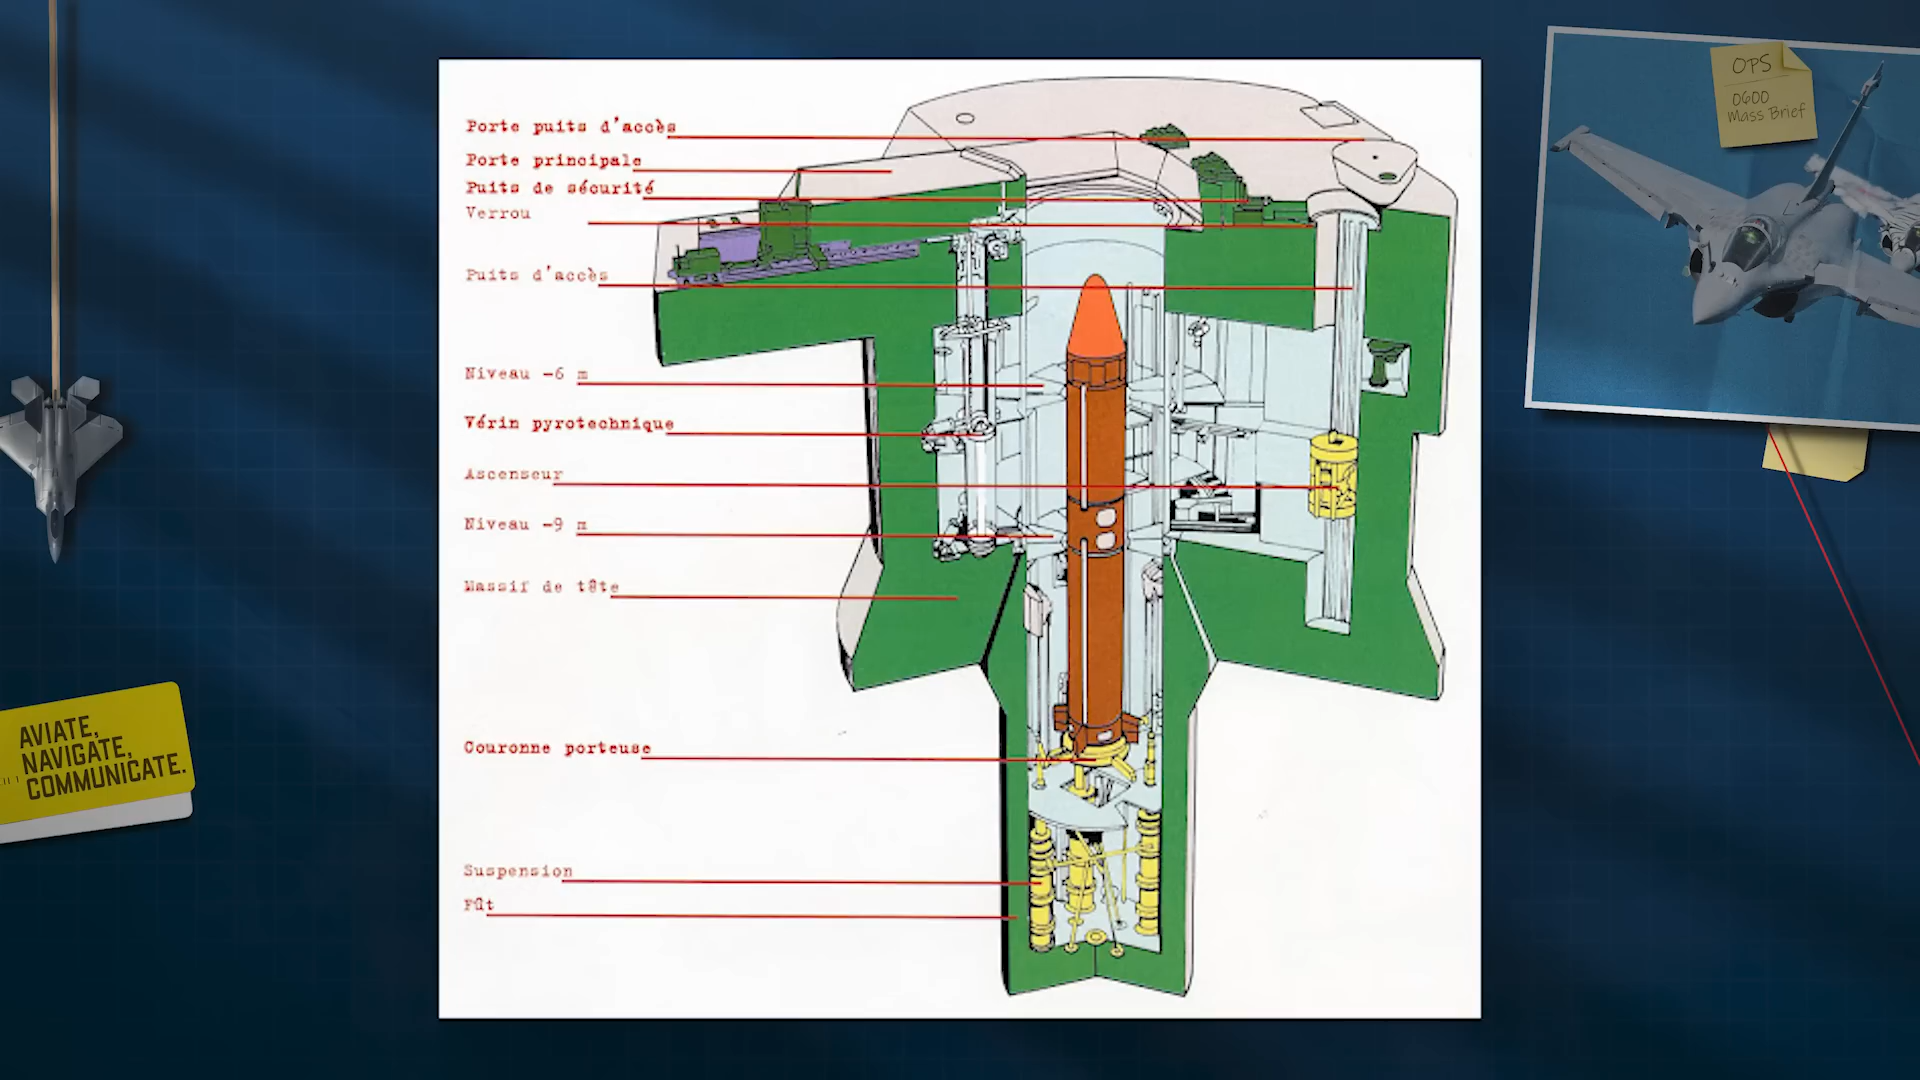 Porte puits d'accès
Porte principale
Puits de sécurité
Verrou
Puits d'accès
Niveau -6 m
Vérin pyrotechnique
Ascenseur
Niveau -9 m
Massif de tête
Couronne porteuse
Suspension
Fût
OPS
0600
Mass Brief
AVIATE,
NAVIGATE,
COMMUNICATE.